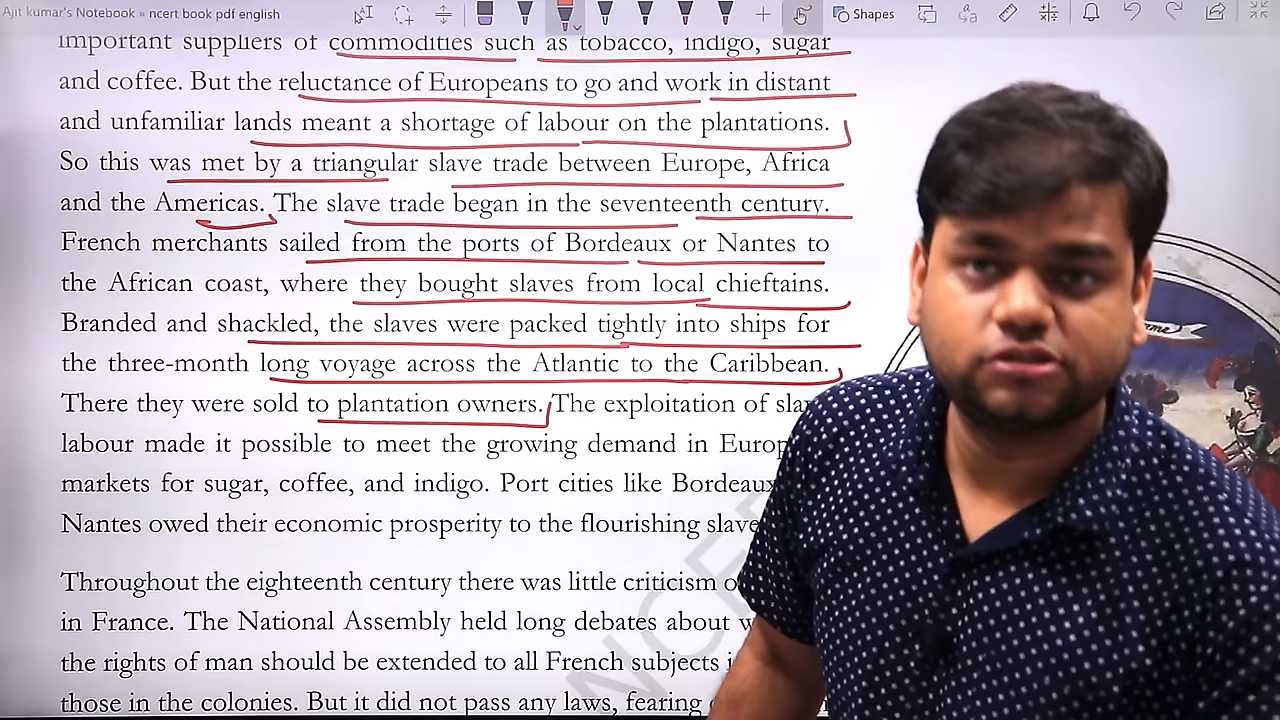 Ajit kumar's Notebook » ncert book pdf english
Shapes
important suppliers of commodities such as tobacco, indigo, sugar
and coffee. But the reluctance of Europeans to go and work in distant
and unfamiliar lands meant a shortage of labour on the plantations.
So this was met by a triangular slave trade between Europe, Africa
and the Americas. The slave trade began in the seventeenth century.
French merchants sailed from the ports of Bordeaux or Nantes to
the African coast, where they bought slaves from local chieftains.
Branded and shackled, the slaves were packed tightly into ships for
the three-month long voyage across the Atlantic to the Caribbean.
There they were sold to plantation owners. The exploitation of
labour made it possible to meet the growing demand in
markets for sugar, coffee, and indigo. Port cities like Bordeaux
Nantes owed their economic prosperity to the flourishing slave
Throughout the eighteenth century there was little criticism
in France. The National Assembly held long debates about
the rights of man should be extended to all French subjects
those in the colonies. But it did not pass any laws, fearing